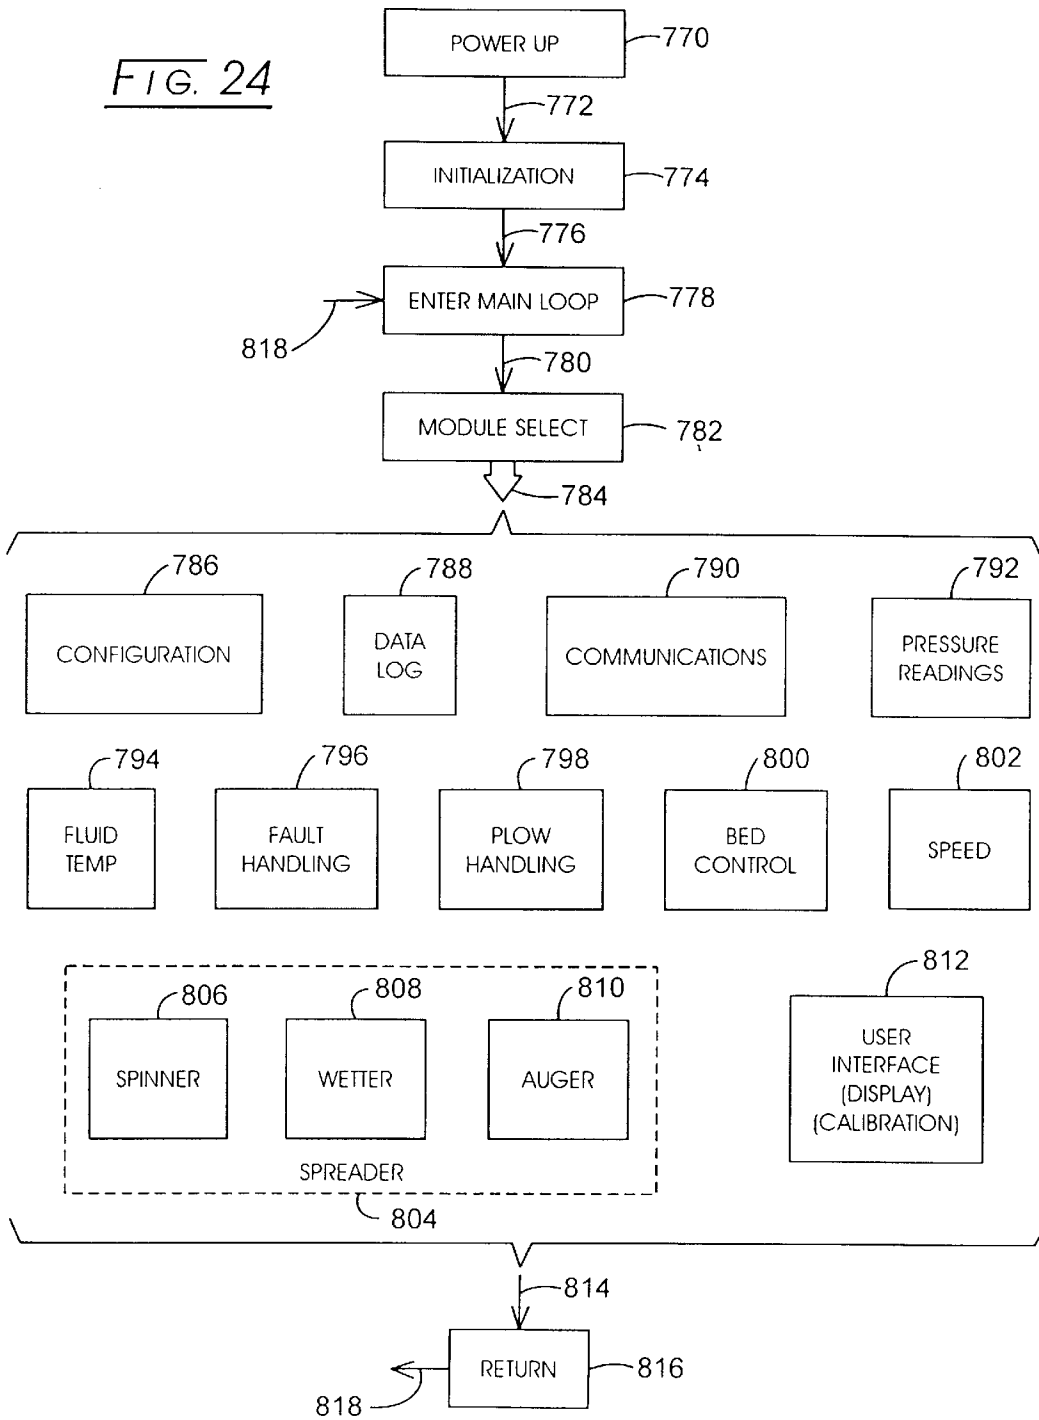 FIG. 24
POWER UP
770
772
INITIALIZATION
774
776
ENTER MAIN LOOP
778
818
780
MODULE SELECT
782
784
786
788
790
792
CONFIGURATION
DATA
LOG
COMMUNICATIONS
PRESSURE
READINGS
794
796
798
800
802
FLUID
TEMP
FAULT
HANDLING
PLOW
HANDLING
BED
CONTROL
SPEED
806
808
810
812
SPINNER
WETTER
AUGER
USER
INTERFACE
(DISPLAY)
(CALIBRATION)
SPREADER
804
814
RETURN
816
818